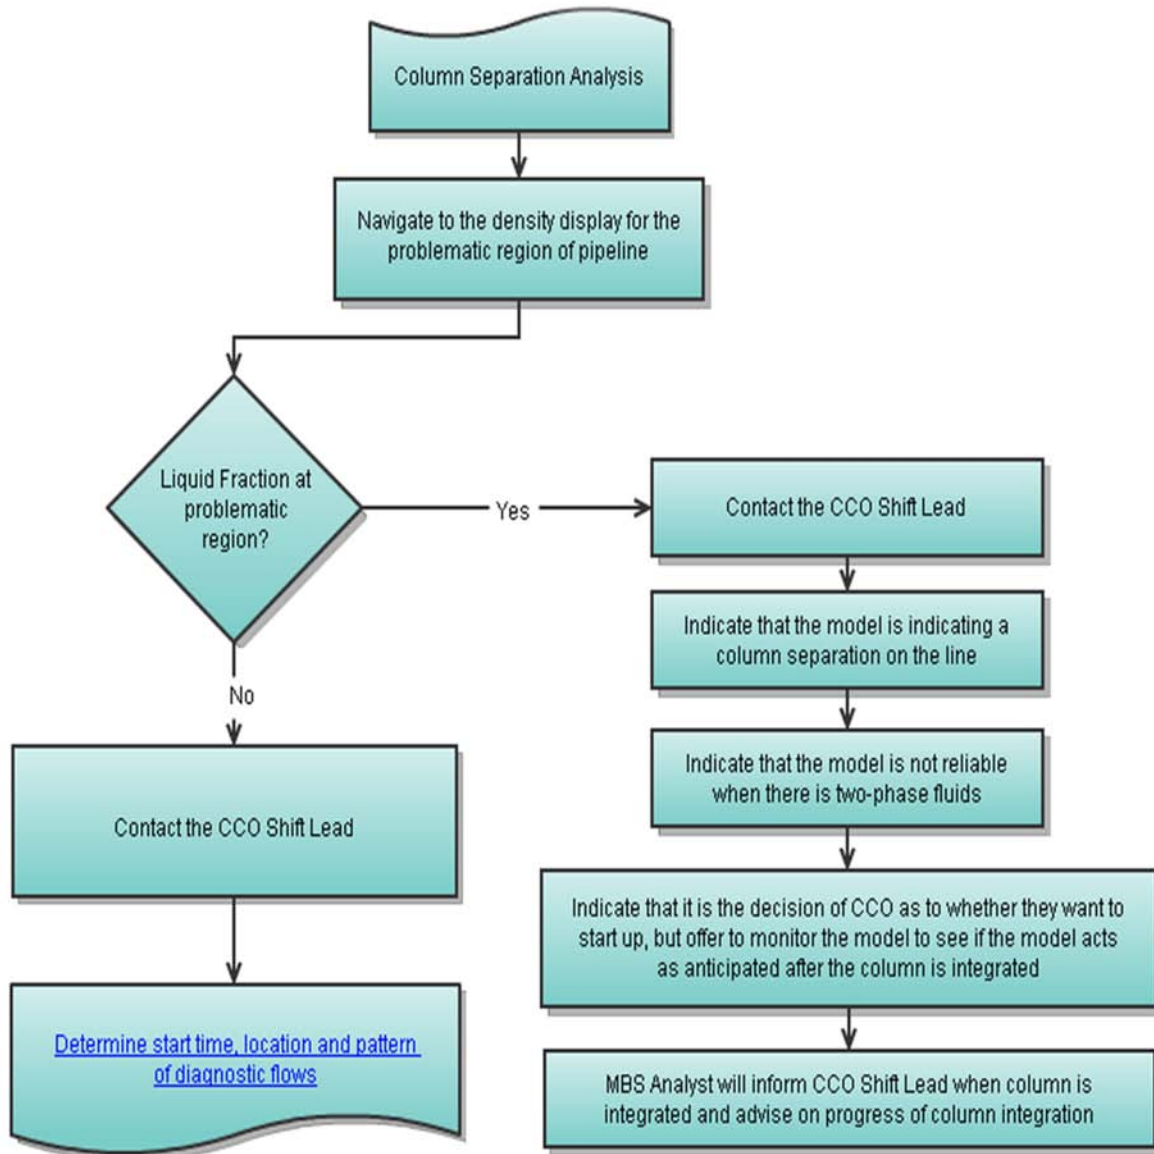 Column Separation Analysis
Navigate to the density display for the
problematic region of pipeline
Liquid Fraction at
problematic
region?
Yes
Contact the CCO Shift Lead
Indicate that the model is indicating a
column separation on the line
Indicate that the model is not reliable
when there is two-phase fluids
Indicate that it is the decision of CCO as to whether they want to
start up, but offer to monitor the model to see if the model acts
as anticipated after the column is integrated
MBS Analyst will inform CCO Shift Lead when column is
integrated and advise on progress of column integration
No
Contact the CCO Shift Lead
Determine start time, location and pattern
of diagnostic flows